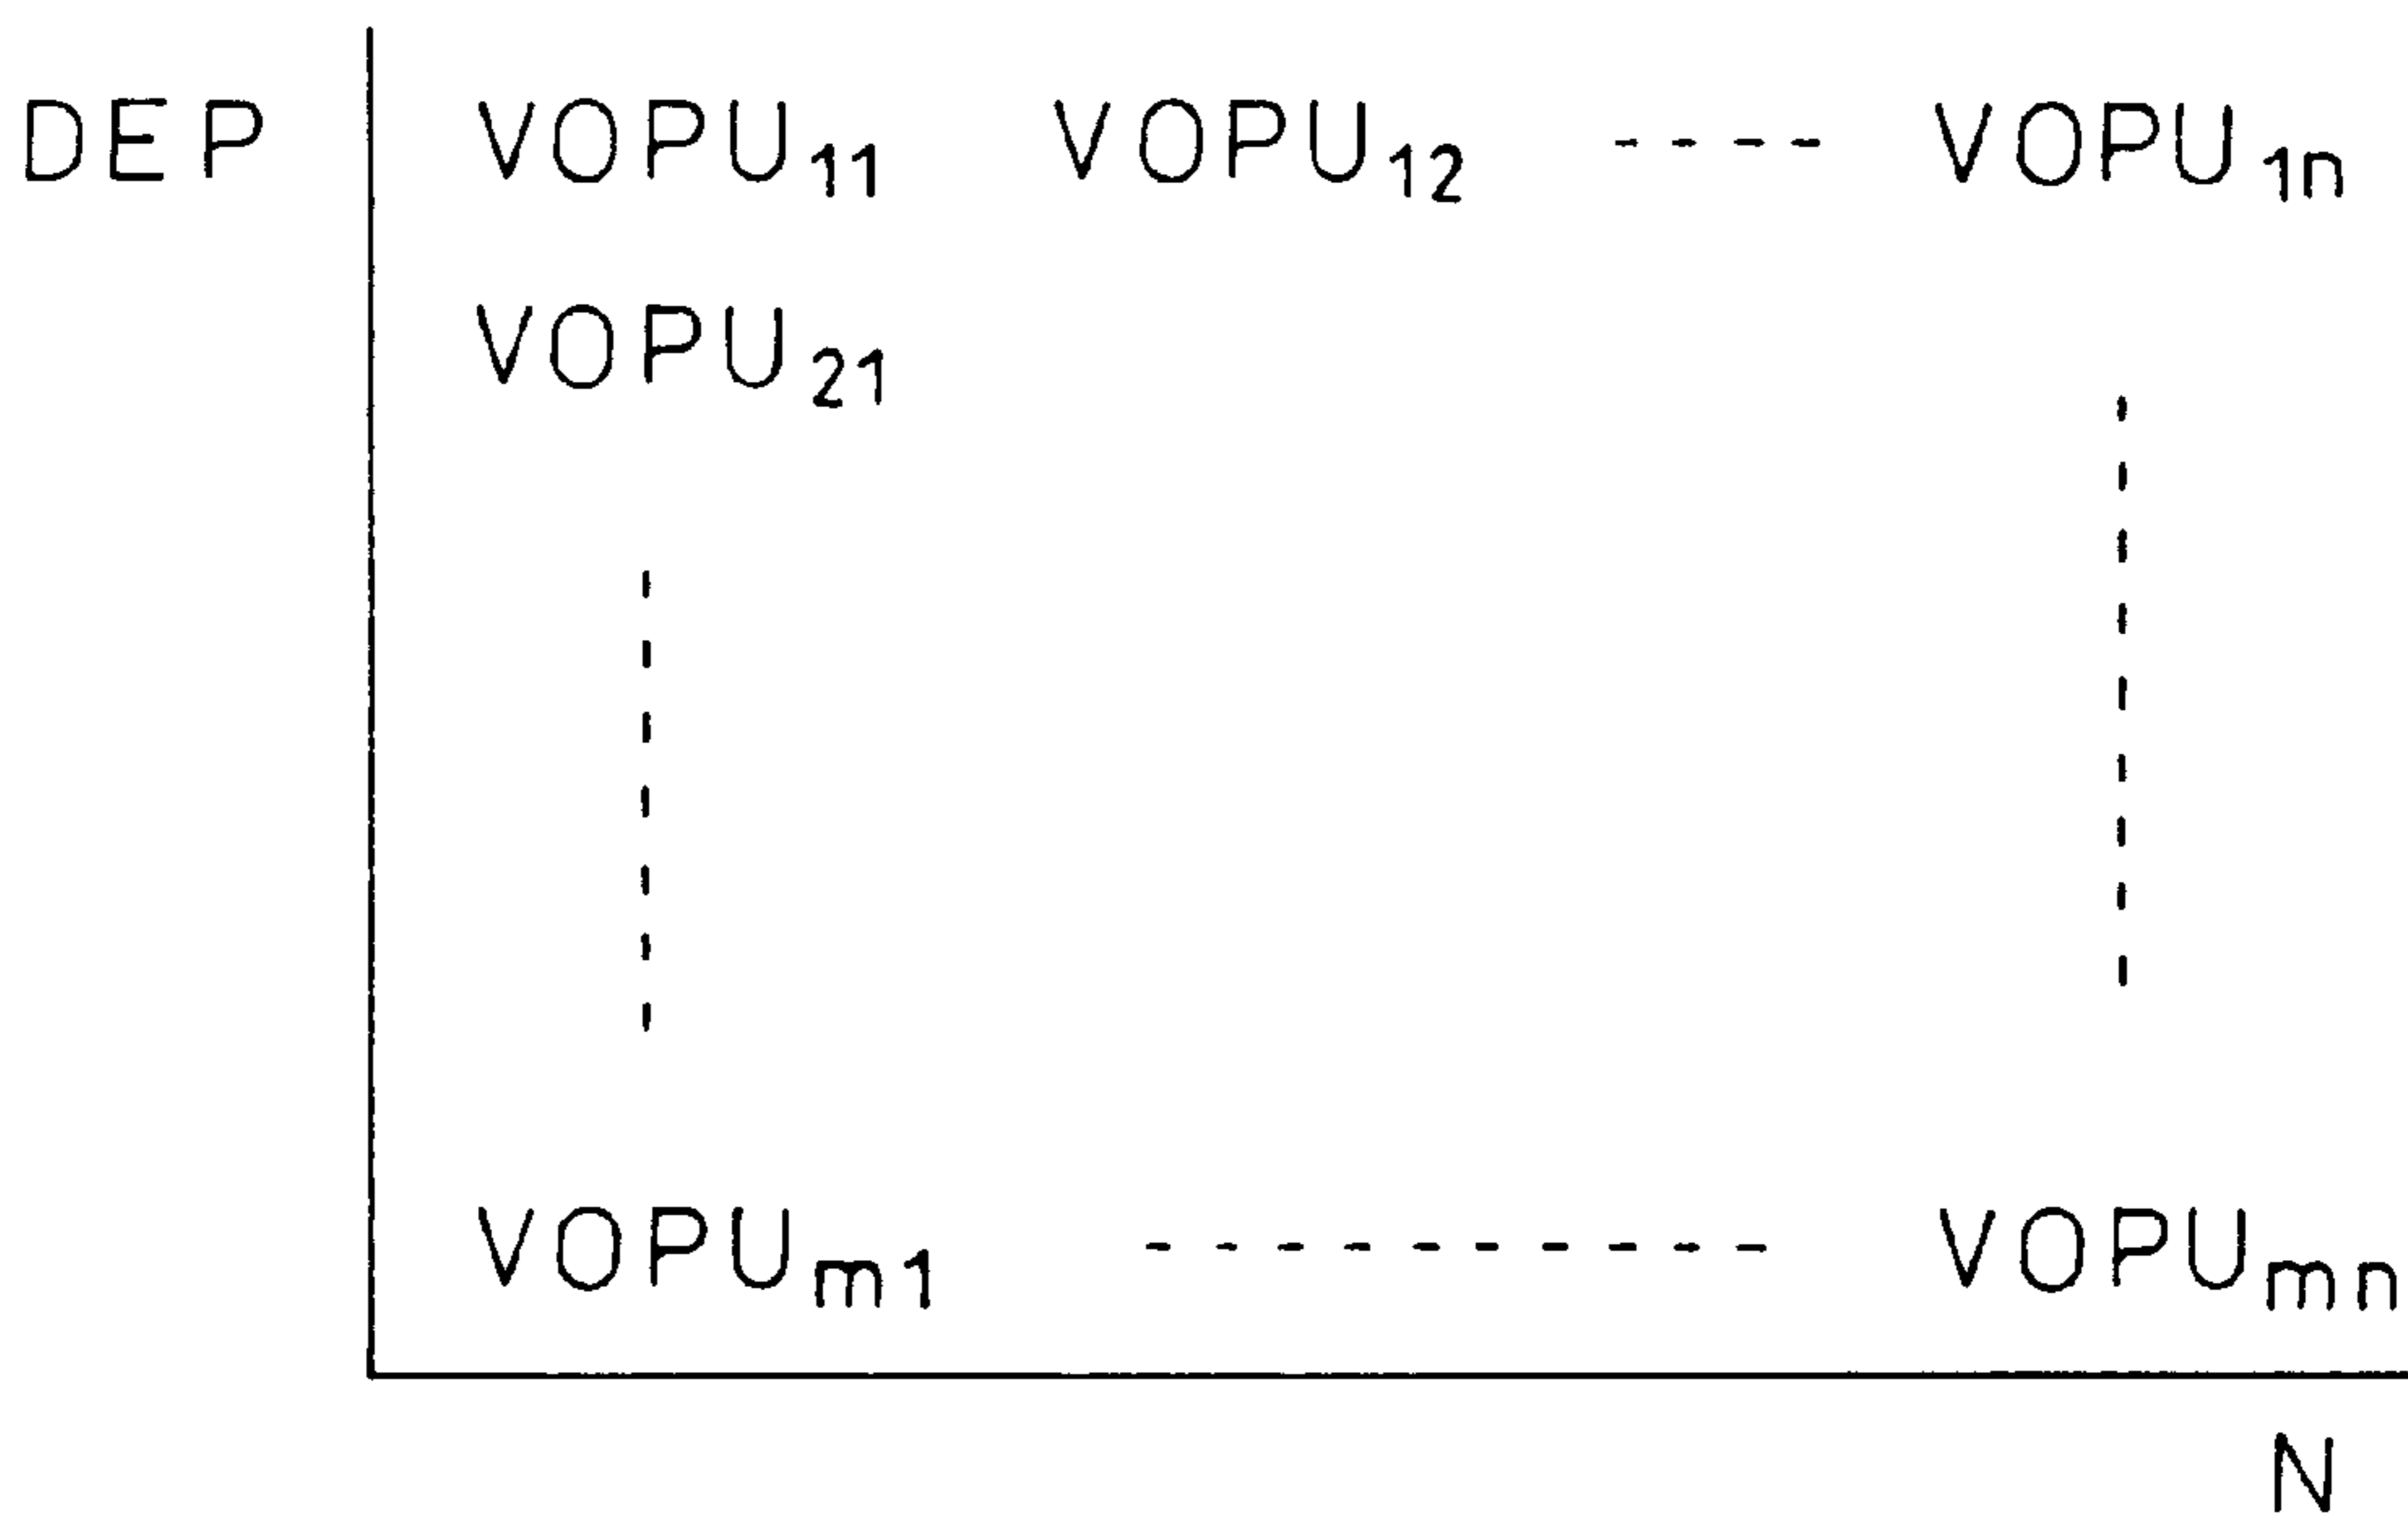 DEP VOPU₁₁ VOPU₁₂ ---- VOPU₁ₙ
VOPU₂₁
VOPUₘ₁ ---------- VOPUₘₙ
N